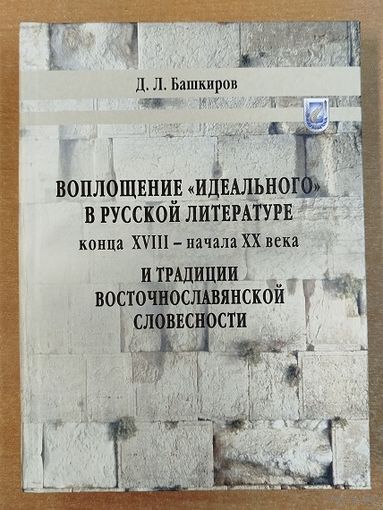 Д. Л. Башкиров
ВОПЛОЩЕНИЕ «ИДЕАЛЬНОГО»
В РУССКОЙ ЛИТЕРАТУРЕ
конца XVIII – начала XX века
И ТРАДИЦИИ
ВОСТОЧНОСЛАВЯНСКОЙ
СЛОВЕСНОСТИ